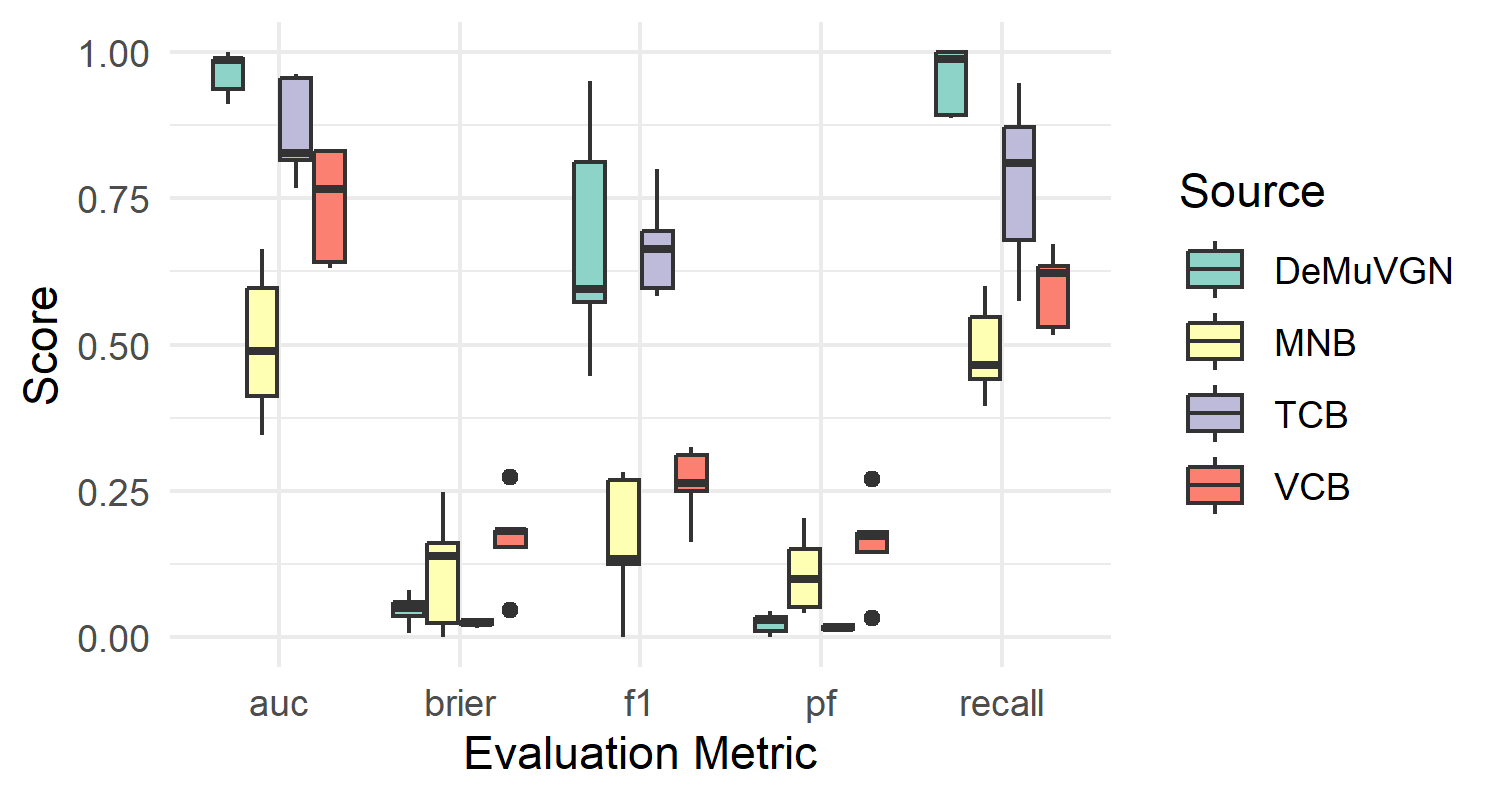 1.00
0.75
0.50
0.25
0.00
Score
auc brier f1 pf recall
Evaluation Metric
Source
DeMuVGN
MNB
TCB
VCB